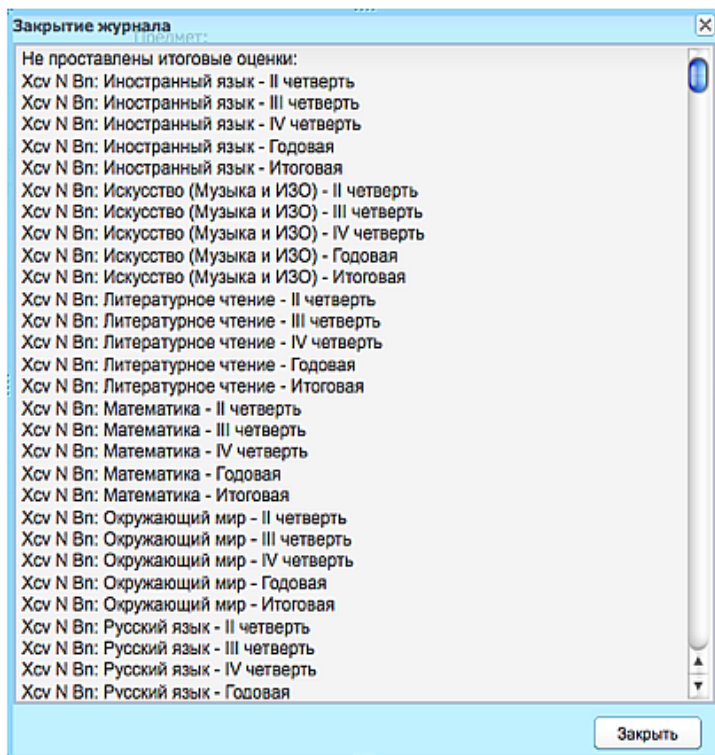 Закрытие журнала
Предмет:
Не проставлены итоговые оценки:
Xcv N Bn: Иностранный язык - II четверть
Xcv N Bn: Иностранный язык - III четверть
Xcv N Bn: Иностранный язык - IV четверть
Xcv N Bn: Иностранный язык - Годовая
Xcv N Bn: Иностранный язык - Итоговая
Xcv N Bn: Искусство (Музыка и ИЗО) - II четверть
Xcv N Bn: Искусство (Музыка и ИЗО) - III четверть
Xcv N Bn: Искусство (Музыка и ИЗО) - IV четверть
Xcv N Bn: Искусство (Музыка и ИЗО) - Годовая
Xcv N Bn: Искусство (Музыка и ИЗО) - Итоговая
Xcv N Bn: Литературное чтение - II четверть
Xcv N Bn: Литературное чтение - III четверть
Xcv N Bn: Литературное чтение - IV четверть
Xcv N Bn: Литературное чтение - Годовая
Xcv N Bn: Литературное чтение - Итоговая
Xcv N Bn: Математика - II четверть
Xcv N Bn: Математика - III четверть
Xcv N Bn: Математика - IV четверть
Xcv N Bn: Математика - Годовая
Xcv N Bn: Математика - Итоговая
Xcv N Bn: Окружающий мир - II четверть
Xcv N Bn: Окружающий мир - III четверть
Xcv N Bn: Окружающий мир - IV четверть
Xcv N Bn: Окружающий мир - Годовая
Xcv N Bn: Окружающий мир - Итоговая
Xcv N Bn: Русский язык - II четверть
Xcv N Bn: Русский язык - III четверть
Xcv N Bn: Русский язык - IV четверть
Xcv N Bn: Русский язык - Годовая
Закрыть